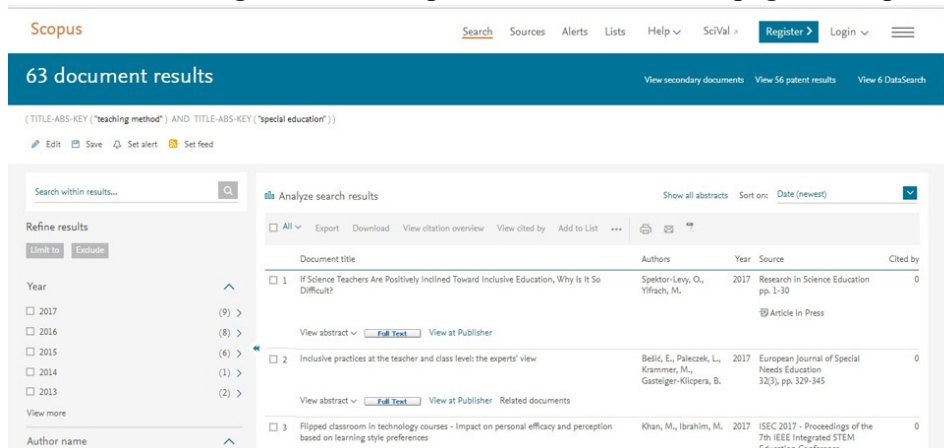 Scopus
Search Sources Alerts Lists Help SciVal Register Login
63 document results
View secondary documents View 56 patent results View 6 DataSearch
( TITLE-ABS-KEY ( "teaching method" ) AND TITLE-ABS-KEY ( "special education" ) )
Edit Save Set alert Set feed
Search within results...
Analyze search results
Show all abstracts Sort on: Date (newest)
Refine results
All Export Download View citation overview View cited by Add to List
Limit to Exclude
Document title Authors Year Source Cited by
Year
1 If Science Teachers Are Positively Inclined Toward Inclusive Education, Why Is It So
Difficult?
Spektor-Levy, O.,
Yifrach, M.
2017 Research in Science Education
pp. 1-30
0
Article in Press
2017 (9)
2016 (8)
2015 (6)
2014 (1)
2013 (2)
View more
View abstract Full Text View at Publisher
2 Inclusive practices at the teacher and class level: the experts' view
Bešić, E., Paleczek, L.,
Krammer, M.,
Gasteiger-Klicpera, B.
2017 European Journal of Special
Needs Education
32(3), pp. 329-345
0
View abstract Full Text View at Publisher Related documents
Author name
3 Flipped classroom in technology courses - Impact on personal efficacy and perception
based on learning style preferences
Khan, M., Ibrahim, M.
2017 ISEC 2017 - Proceedings of the
7th IEEE Integrated STEM
Education Conference
0